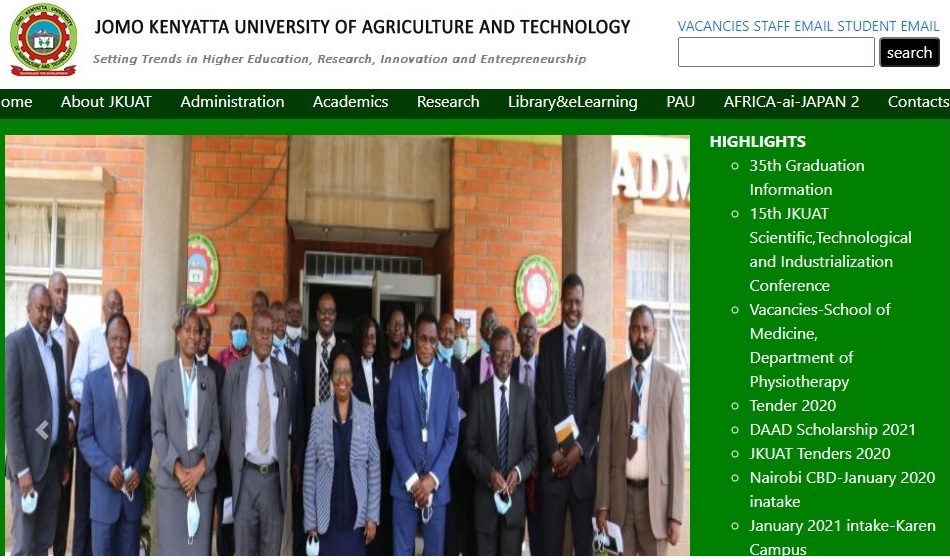 JOMO KENYATTA UNIVERSITY OF AGRICULTURE AND TECHNOLOGY
Setting Trends in Higher Education, Research, Innovation and Entrepreneurship
VACANCIES STAFF EMAIL STUDENT EMAIL
search
ome About JKUAT Administration Academics Research Library&eLearning PAU AFRICA-ai-JAPAN 2 Contacts
ADM
HIGHLIGHTS
35th Graduation
Information
15th JKUAT
Scientific,Technological
and Industrialization
Conference
Vacancies-School of
Medicine,
Department of
Physiotherapy
Tender 2020
DAAD Scholarship 2021
JKUAT Tenders 2020
Nairobi CBD-January 2020
inatake
January 2021 intake-Karen
Campus